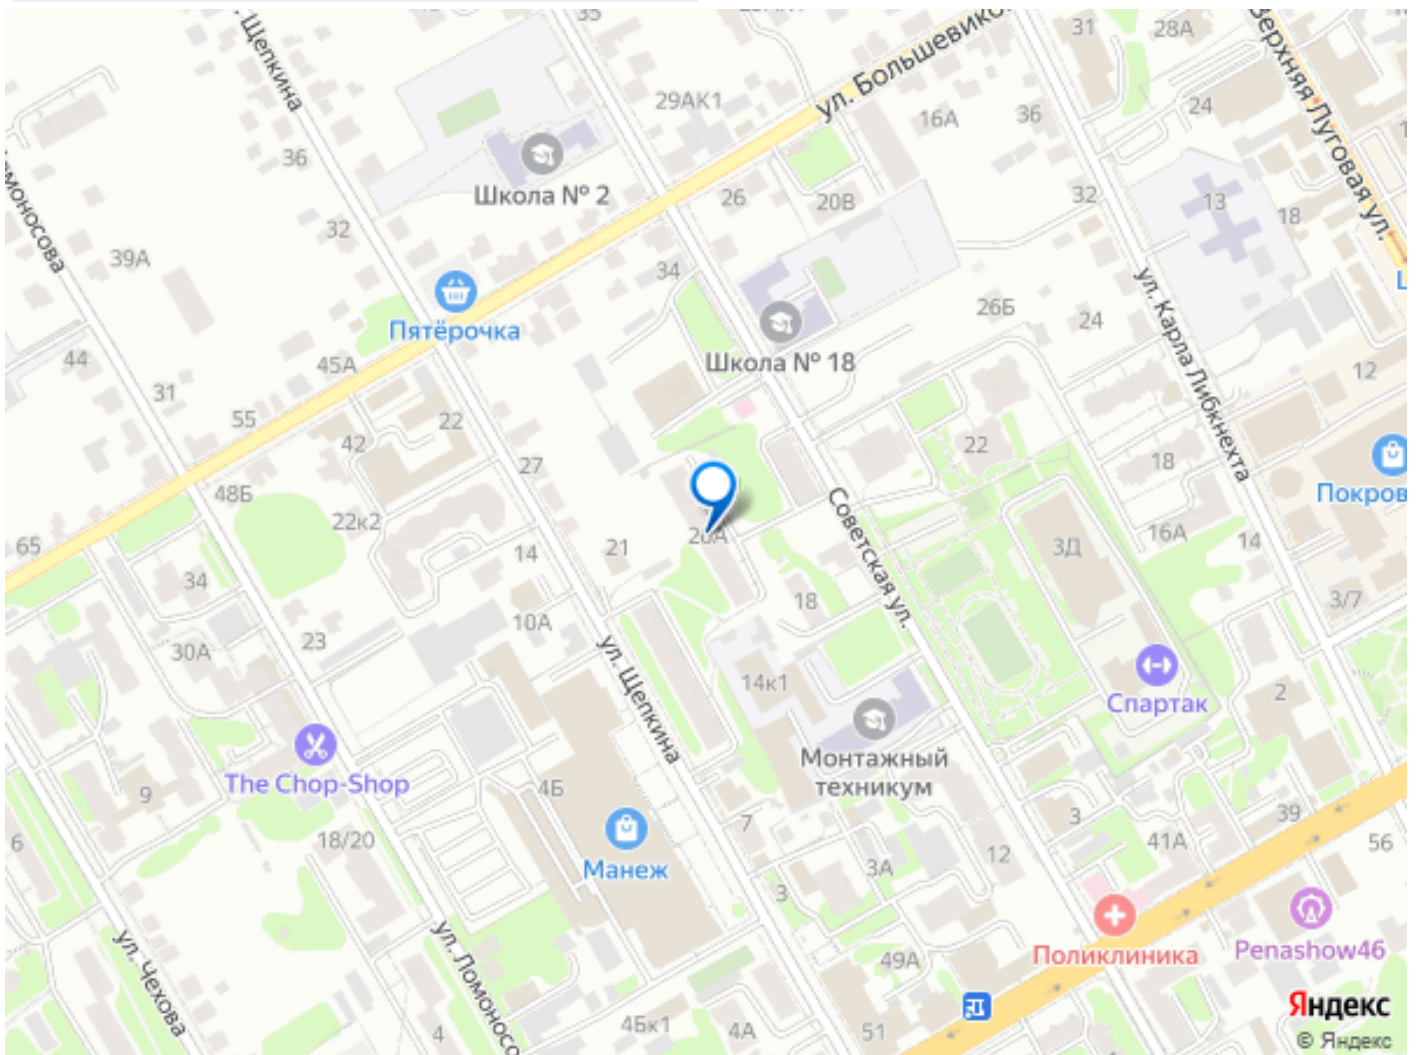 35
ул. Щепкина
31
28А
Верхняя Луговая ул.
ул. Большевиков
29АК1
24
16А
36
36
Школа № 2
26
20В
32
13
18
32
39А
34
Ломоносова
Пятёрочка
26Б
24
ул. Карла Либкнехта
Школа № 18
44
45А
12
31
55
22
42
22
27
18
Покров
48Б
Советская ул.
22к2
16А
14
65
14
21
3Д
34
18
3/7
10А
23
30А
ул. Щепкина
14к1
Спартак
2
Монтажный
техникум
The Chop-Shop
4Б
9
39
3
7
41А
56
6
18/20
Манеж
3А
12
3
ул. Чехова
ул. Ломоносо
Поликлиника
Penashow46
49А
4Бк1
4А
51
4
Яндекс
© Яндекс